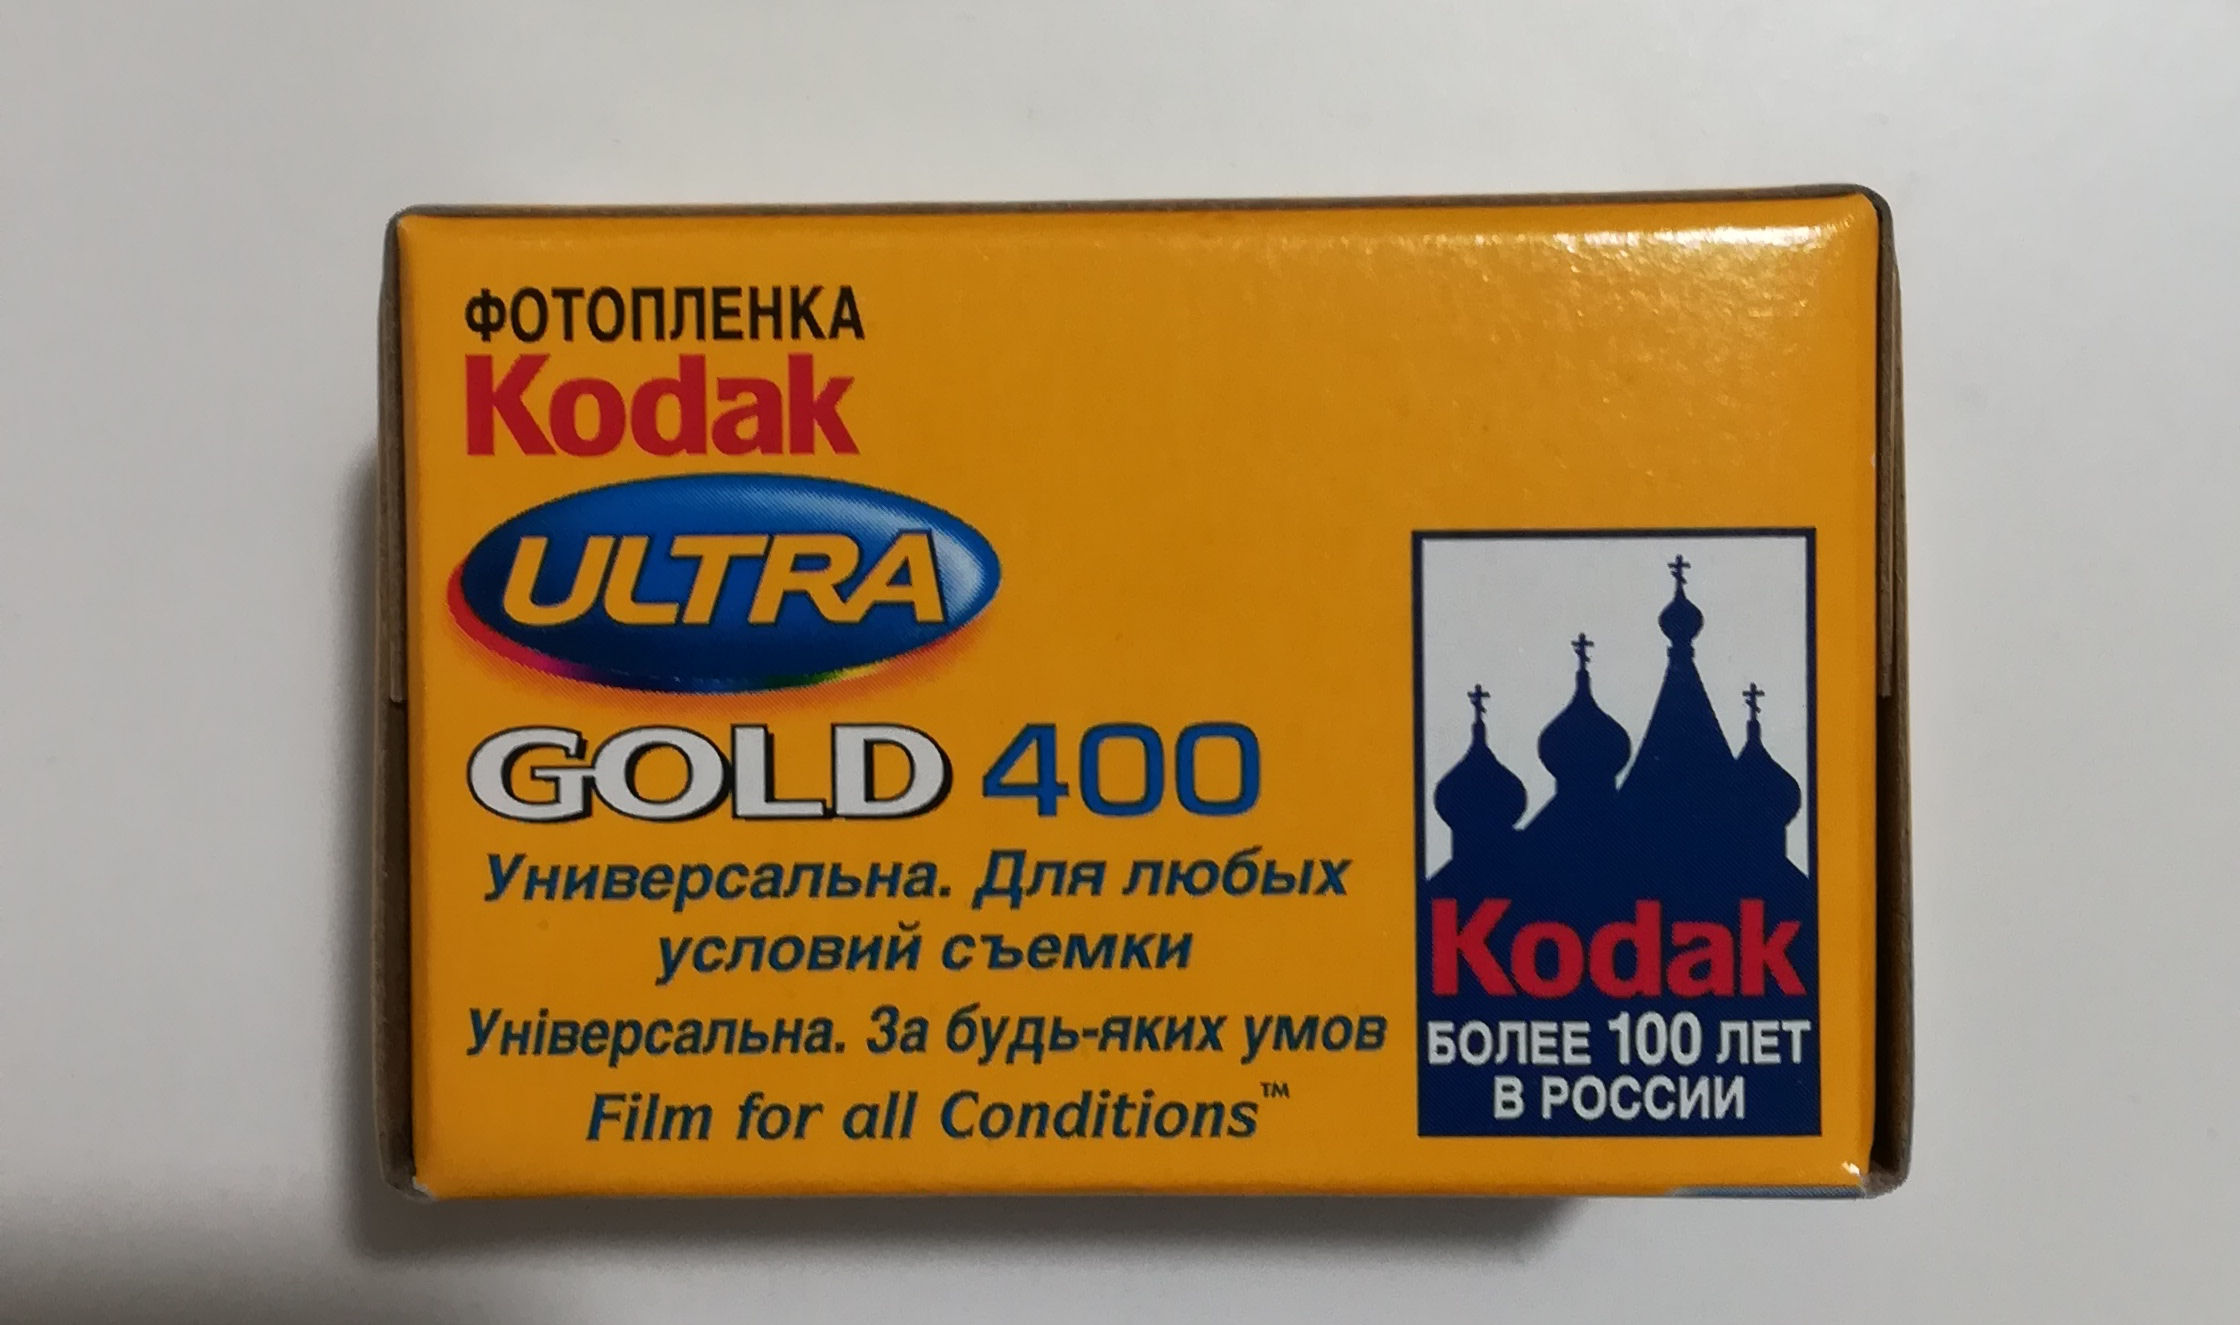 ФОТОПЛЕНКА
Kodak
ULTRA
GOLD 400
Универсальна. Для любых
условий съемки
Універсальна. За будь-яких умов
Film for all Conditions™
Kodak
БОЛЕЕ 100 ЛЕТ
В РОССИИ